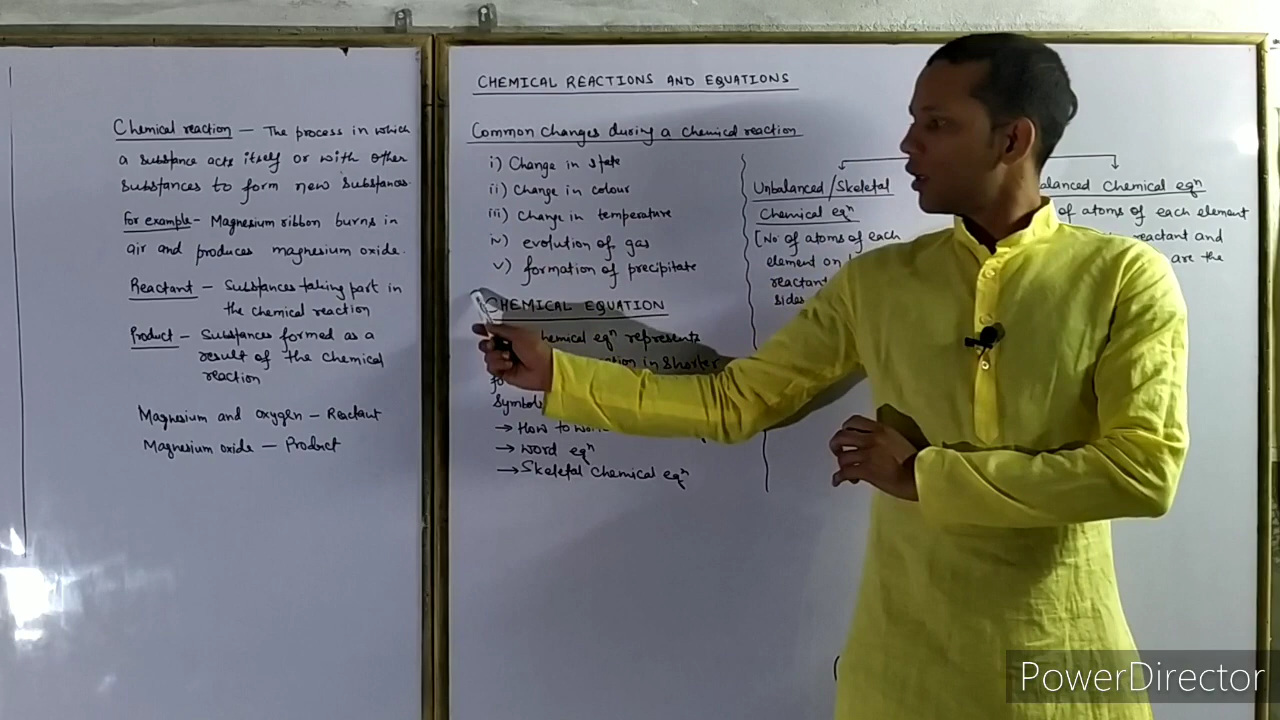 Chemical reaction – The process in which
a substance acts itself or with other
substances to form new substances.
For example – Magnesium ribbon burns in
air and produces magnesium oxide.
Reactant – Substances taking part in
the chemical reaction
Product – Substances formed as a
result of the chemical
reaction
Magnesium and oxygen – Reactant
Magnesium oxide – Product
CHEMICAL REACTIONS AND EQUATIONS
Common changes during a chemical reaction
i) Change in state
ii) Change in colour
iii) Change in temperature
iv) evolution of gas
v) formation of precipitate
CHEMICAL EQUATION
hemical eqⁿ represents
in shorter
Symbol
→ How to
→ word eqⁿ
→ Skeletal Chemical eqⁿ
Unbalanced/Skeletal
Chemical eqⁿ
[No of atoms of each
element on
reactant
sides
alanced Chemical eqⁿ
of atoms of each element
reactant and
are the
PowerDirector